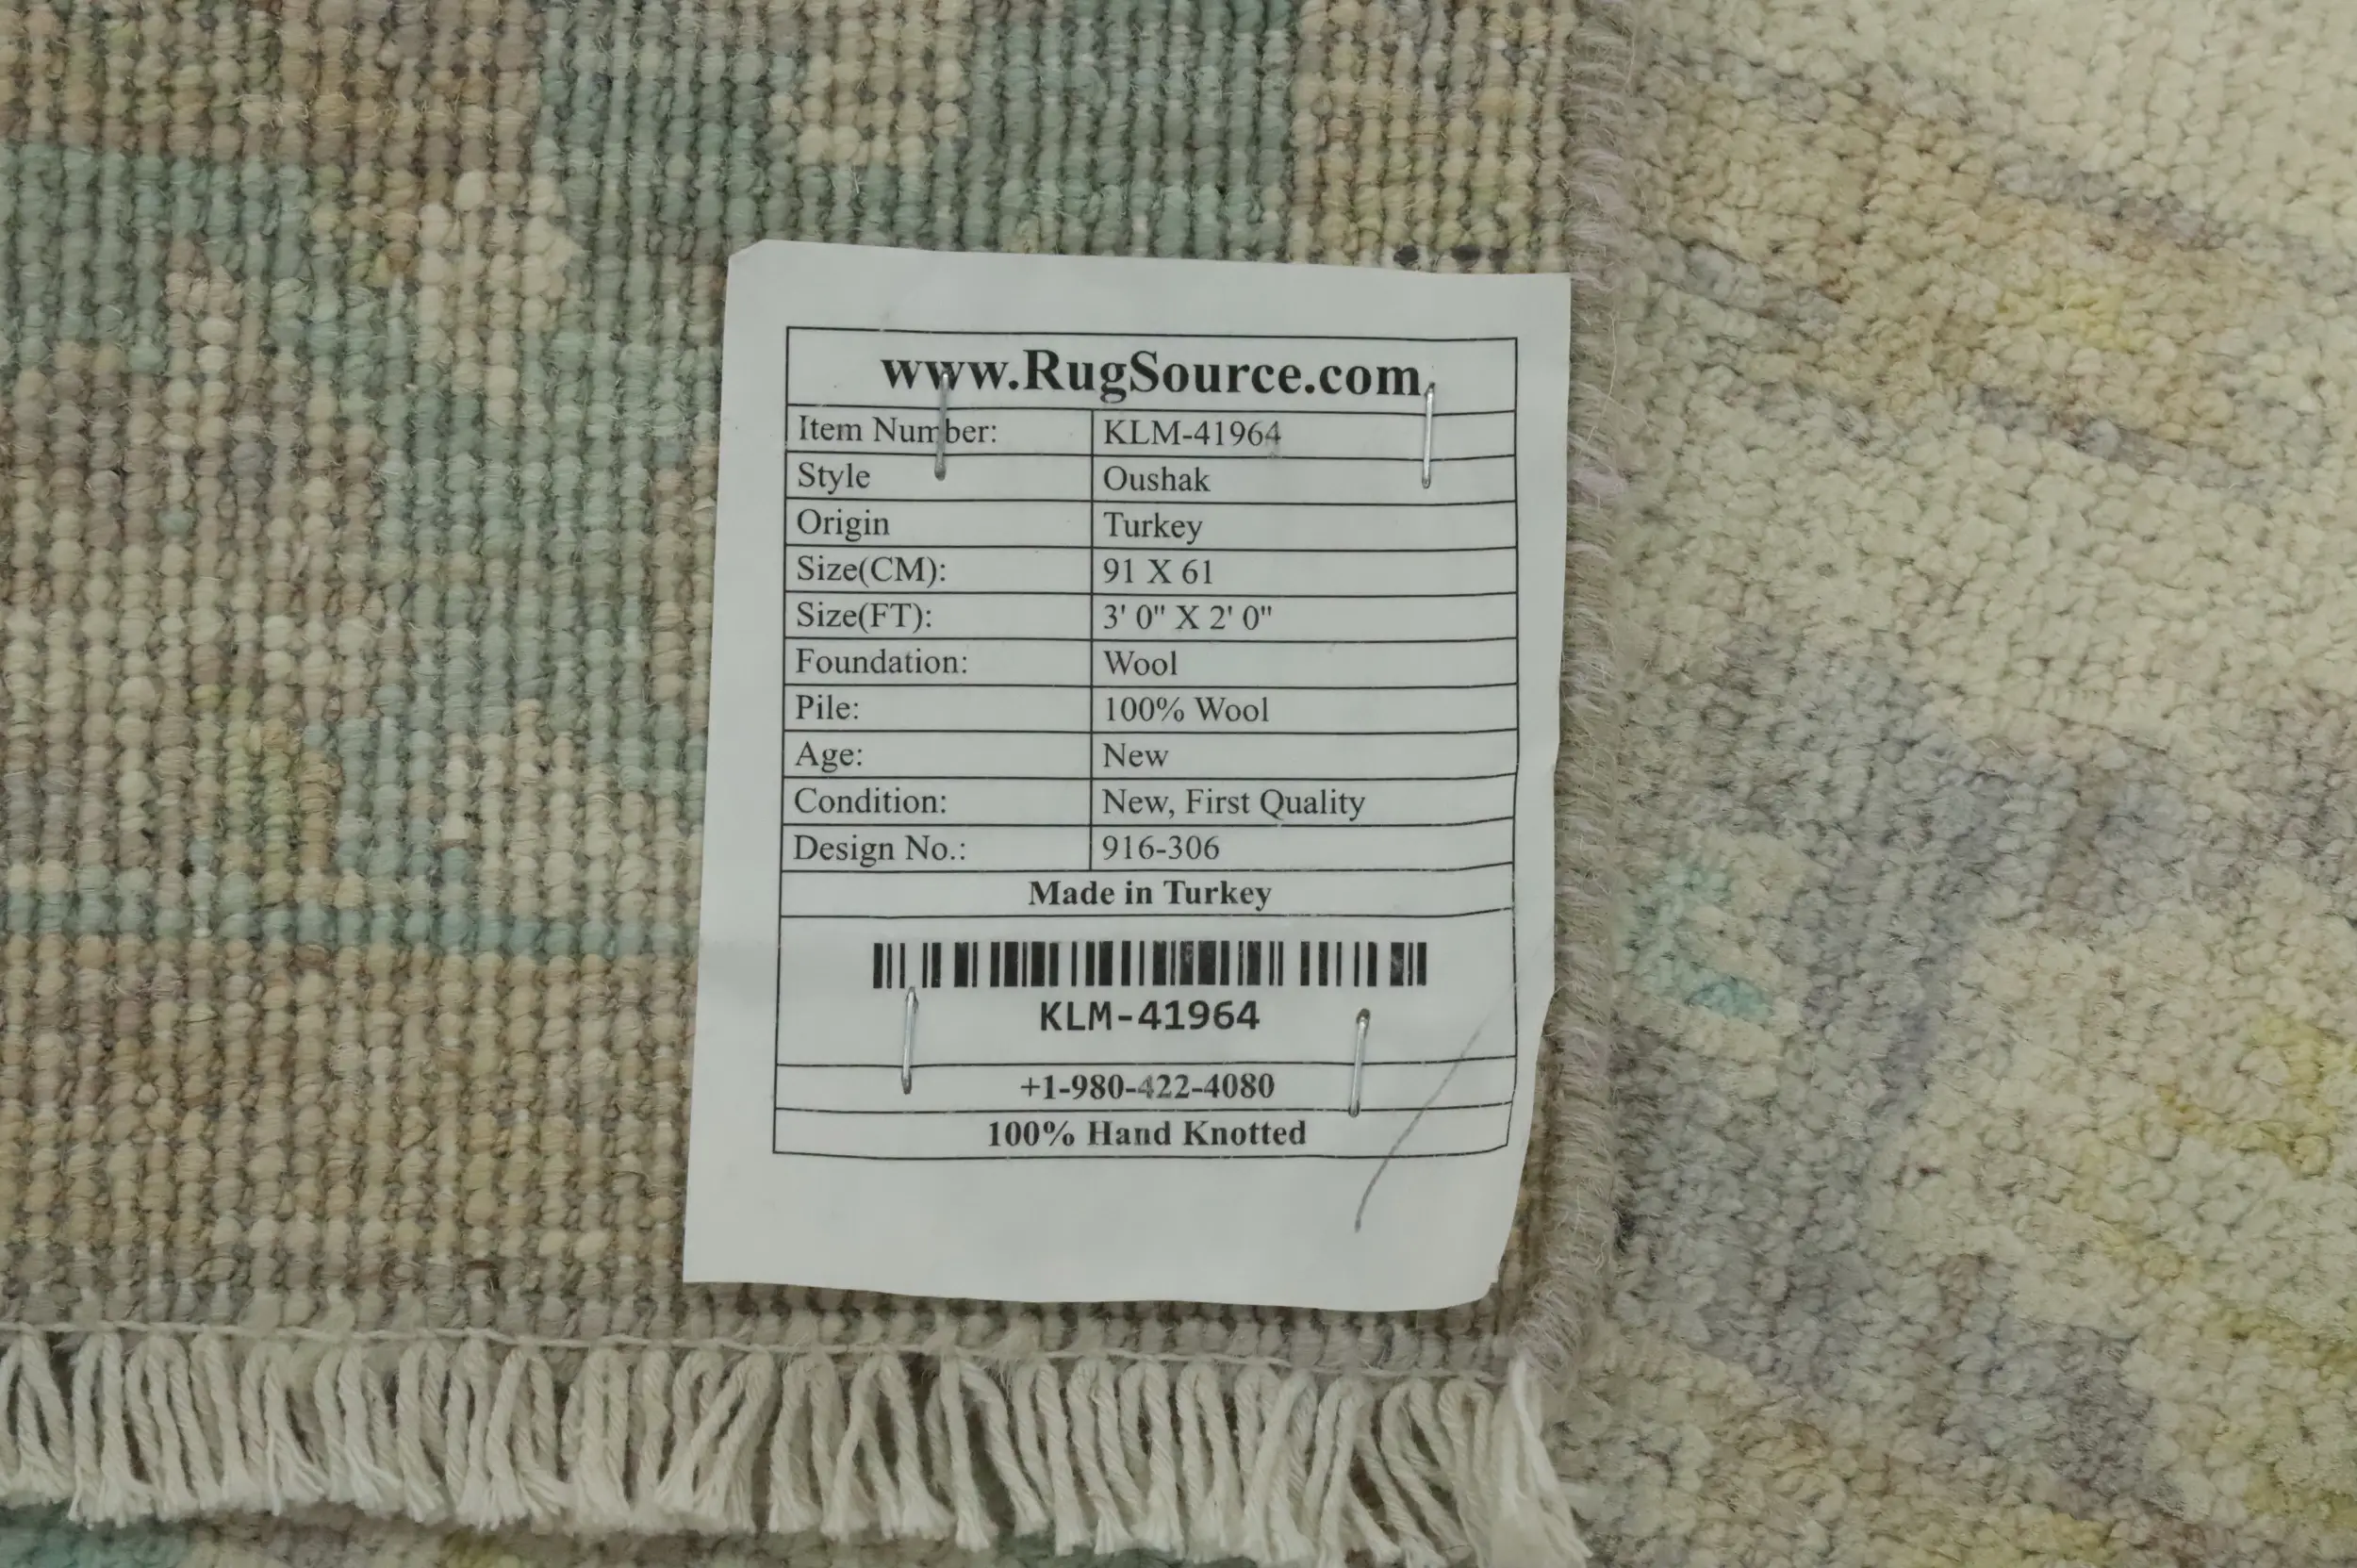 www.RugSource.com
Item Number: KLM-41964
Style Oushak
Origin Turkey
Size(CM): 91 X 61
Size(FT): 3' 0" X 2' 0"
Foundation: Wool
Pile: 100% Wool
Age: New
Condition: New, First Quality
Design No.: 916-306
Made in Turkey
KLM-41964
+1-980-422-4080
100% Hand Knotted